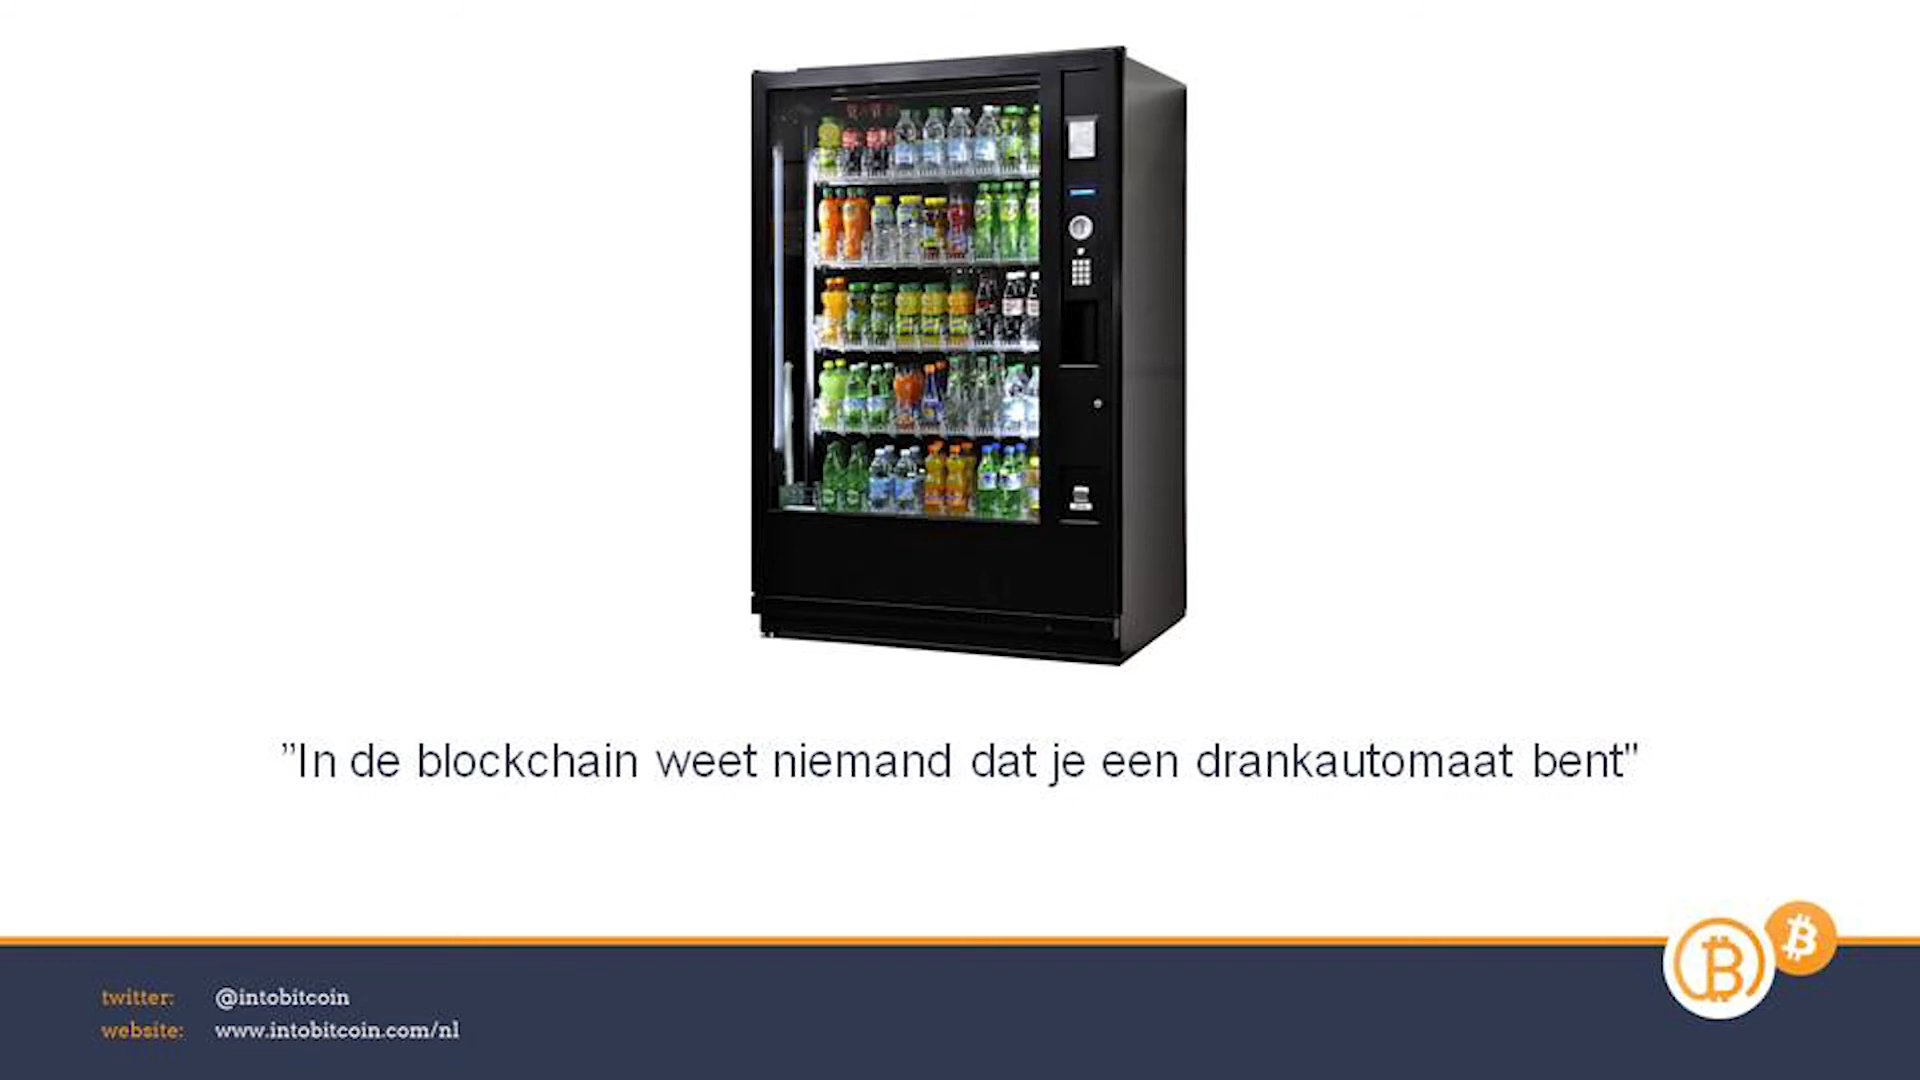 ”In de blockchain weet niemand dat je een drankautomaat bent"
twitter: @intobitcoin
website: www.intobitcoin.com/nl